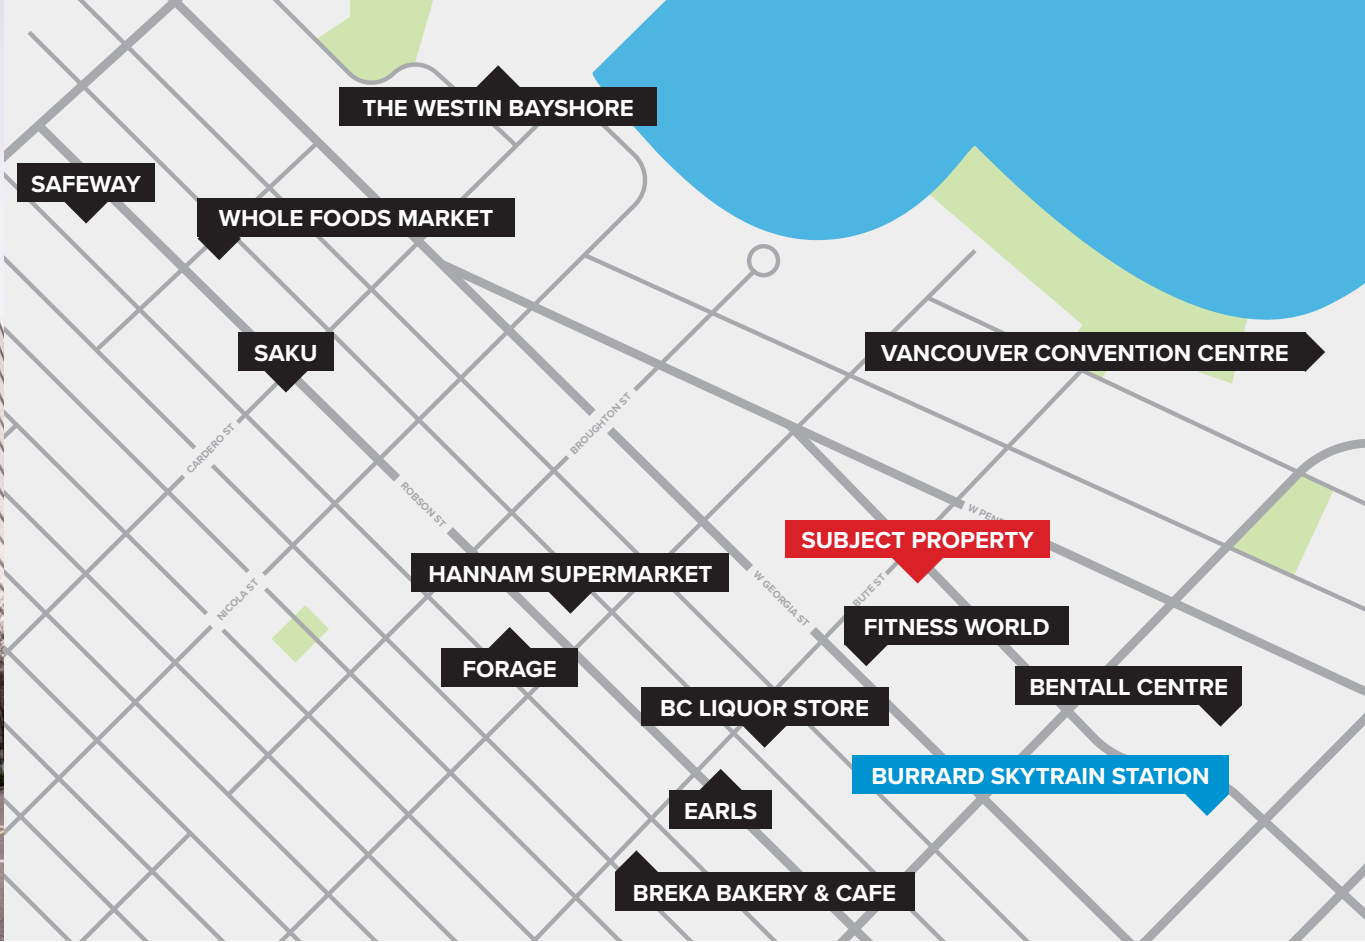 THE WESTIN BAYSHORE
SAFEWAY
WHOLE FOODS MARKET
SAKU
VANCOUVER CONVENTION CENTRE
BROUGHTON ST
CARDERO ST
ROBSON ST
W PEN
SUBJECT PROPERTY
HANNAM SUPERMARKET
W GEORGIA ST
BUTE ST
NICOLA ST
FITNESS WORLD
FORAGE
BENTALL CENTRE
BC LIQUOR STORE
BURRARD SKYTRAIN STATION
EARLS
BREKA BAKERY & CAFE